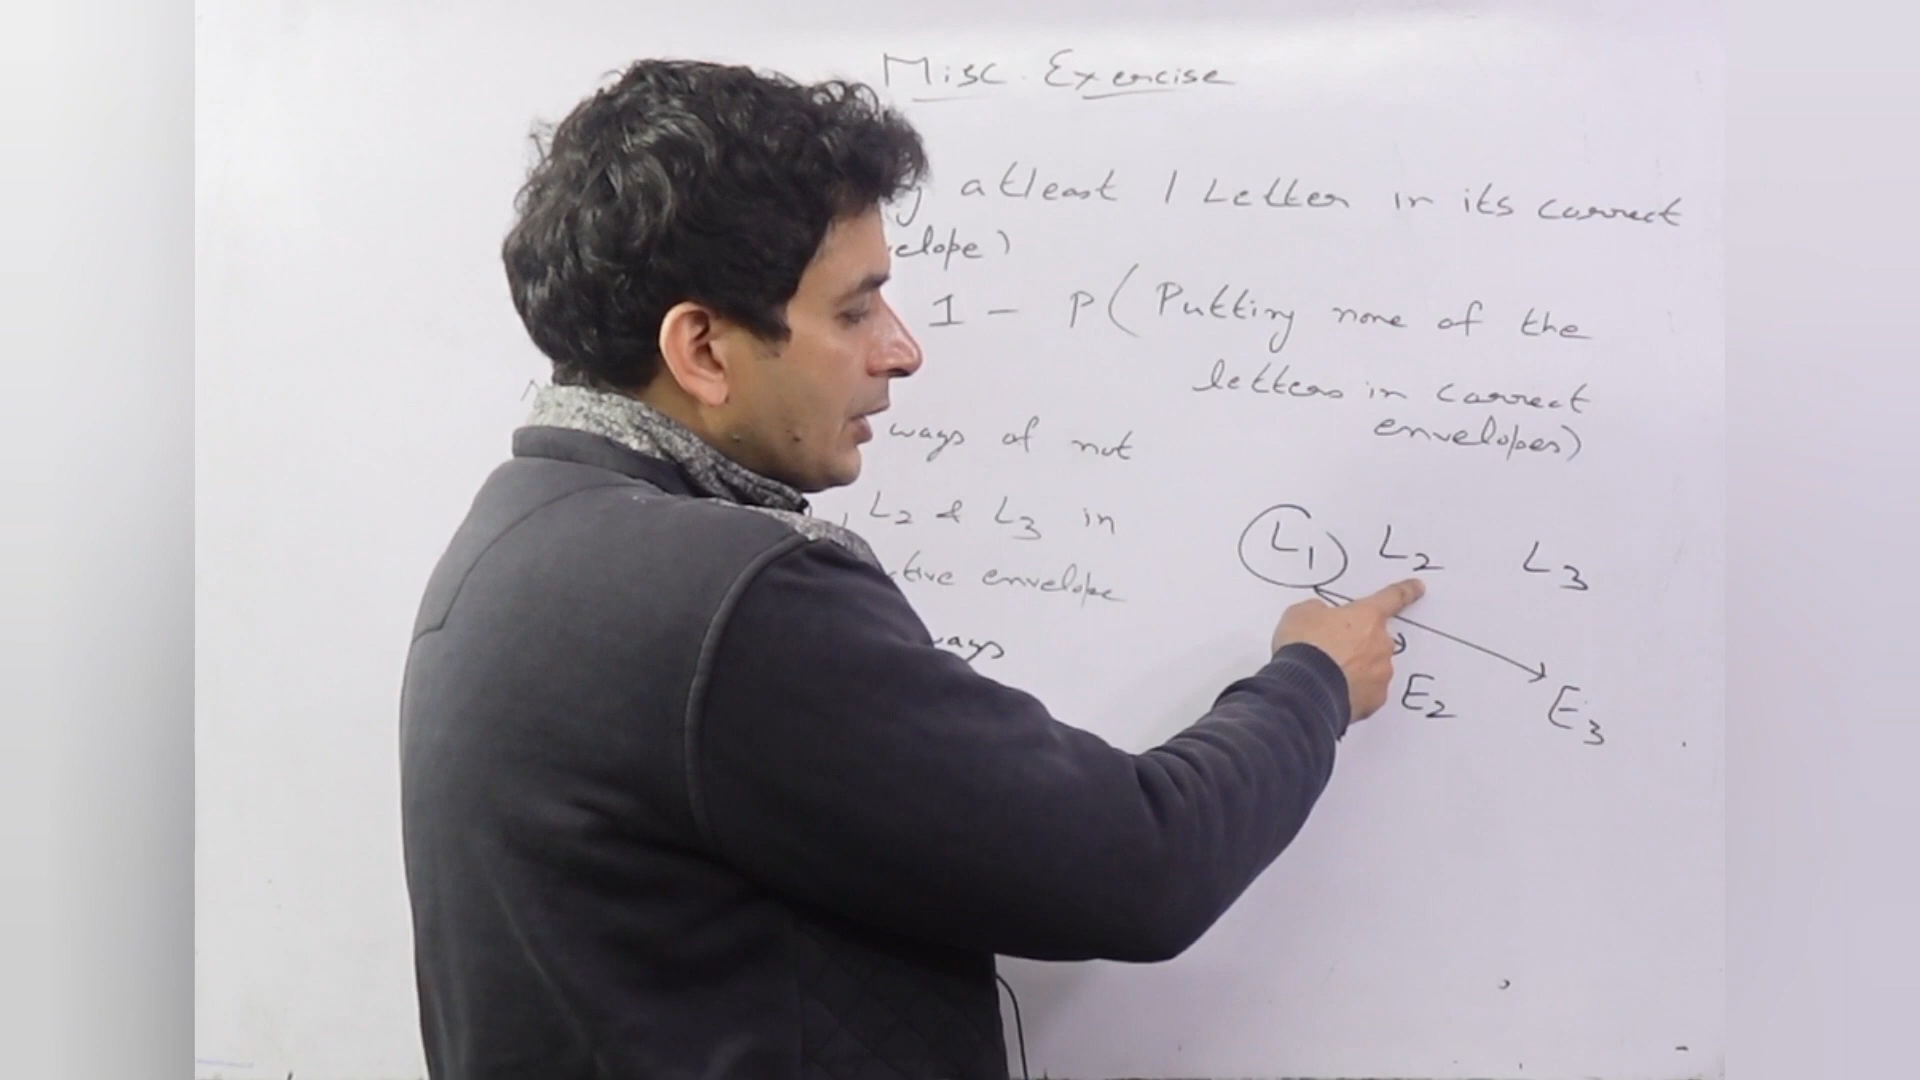 Misc. Exercise
atleast 1 Letter in its correct
elope)
1 - P(Putting none of the
letters in correct
envelopes)
ways of not
L2 & L3 in
ctive envelope
ways
L1 L2 L3
E2 E3